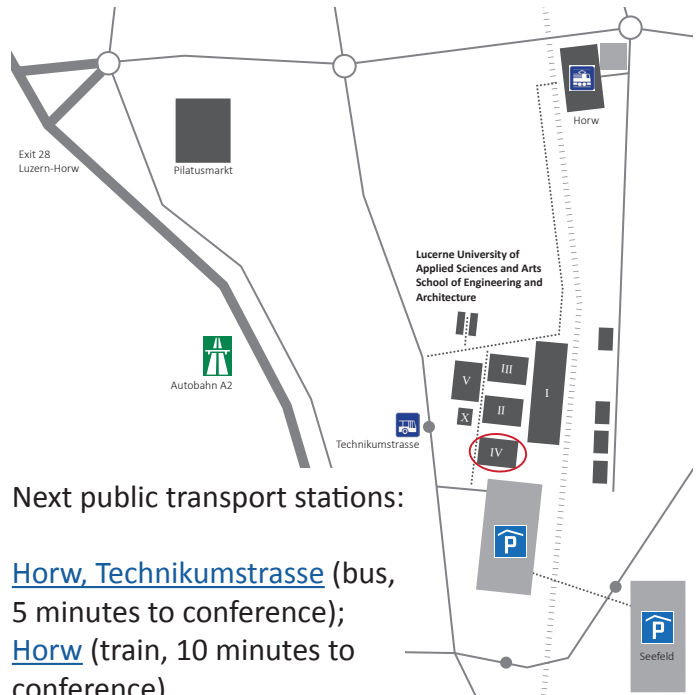 Horw
Exit 28
Luzern-Horw
Pilatusmarkt
Lucerne University of
Applied Sciences and Arts
School of Engineering and
Architecture
III
V
I
II
X
IV
Autobahn A2
Technikumstrasse
P
P
Seefeld
Next public transport stations:
Horw, Technikumstrasse (bus,
5 minutes to conference);
Horw (train, 10 minutes to
conference)